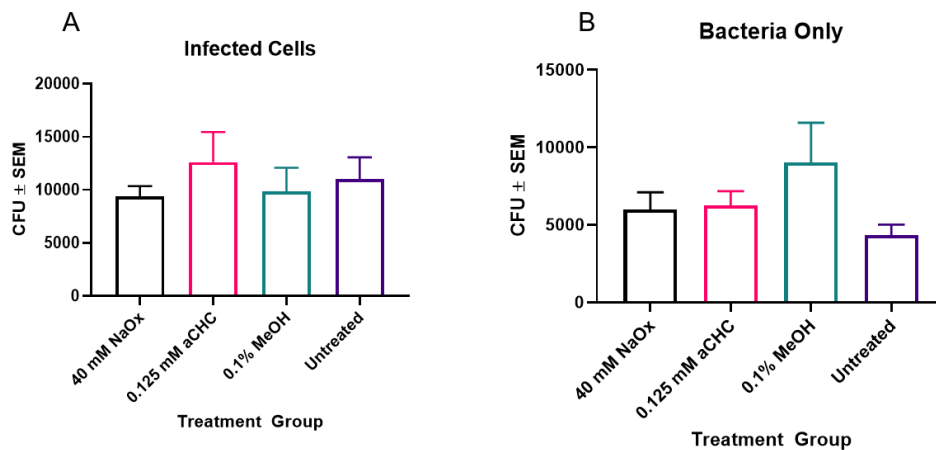 A
Infected Cells
CFU ± SEM
20000
15000
10000
5000
0
40 mM NaOx
0.125 mM aCHC
0.1% MeOH
Untreated
Treatment Group
B
Bacteria Only
CFU ± SEM
15000
10000
5000
0
40 mM NaOx
0.125 mM aCHC
0.1% MeOH
Untreated
Treatment Group